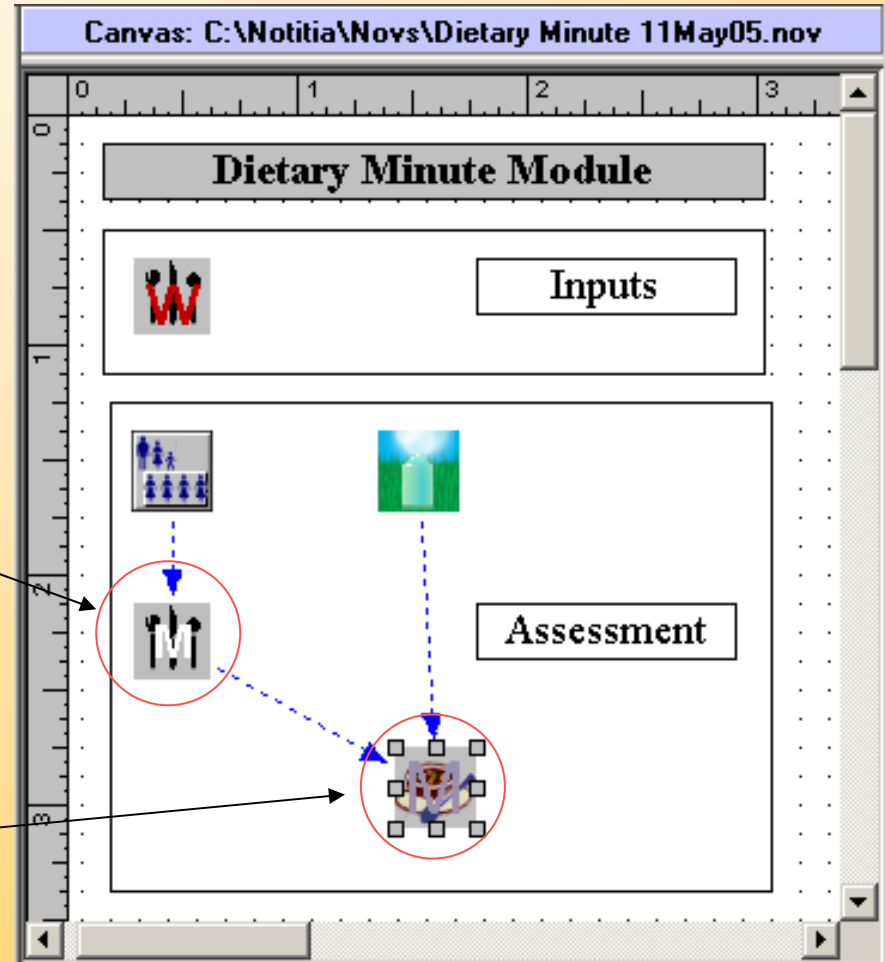 Canvas: C:\Notitia\Novs\Dietary Minute 11May05.nov
0 1 2 3
0
Dietary Minute Module
W
Inputs
1
2
M
Assessment
M
3